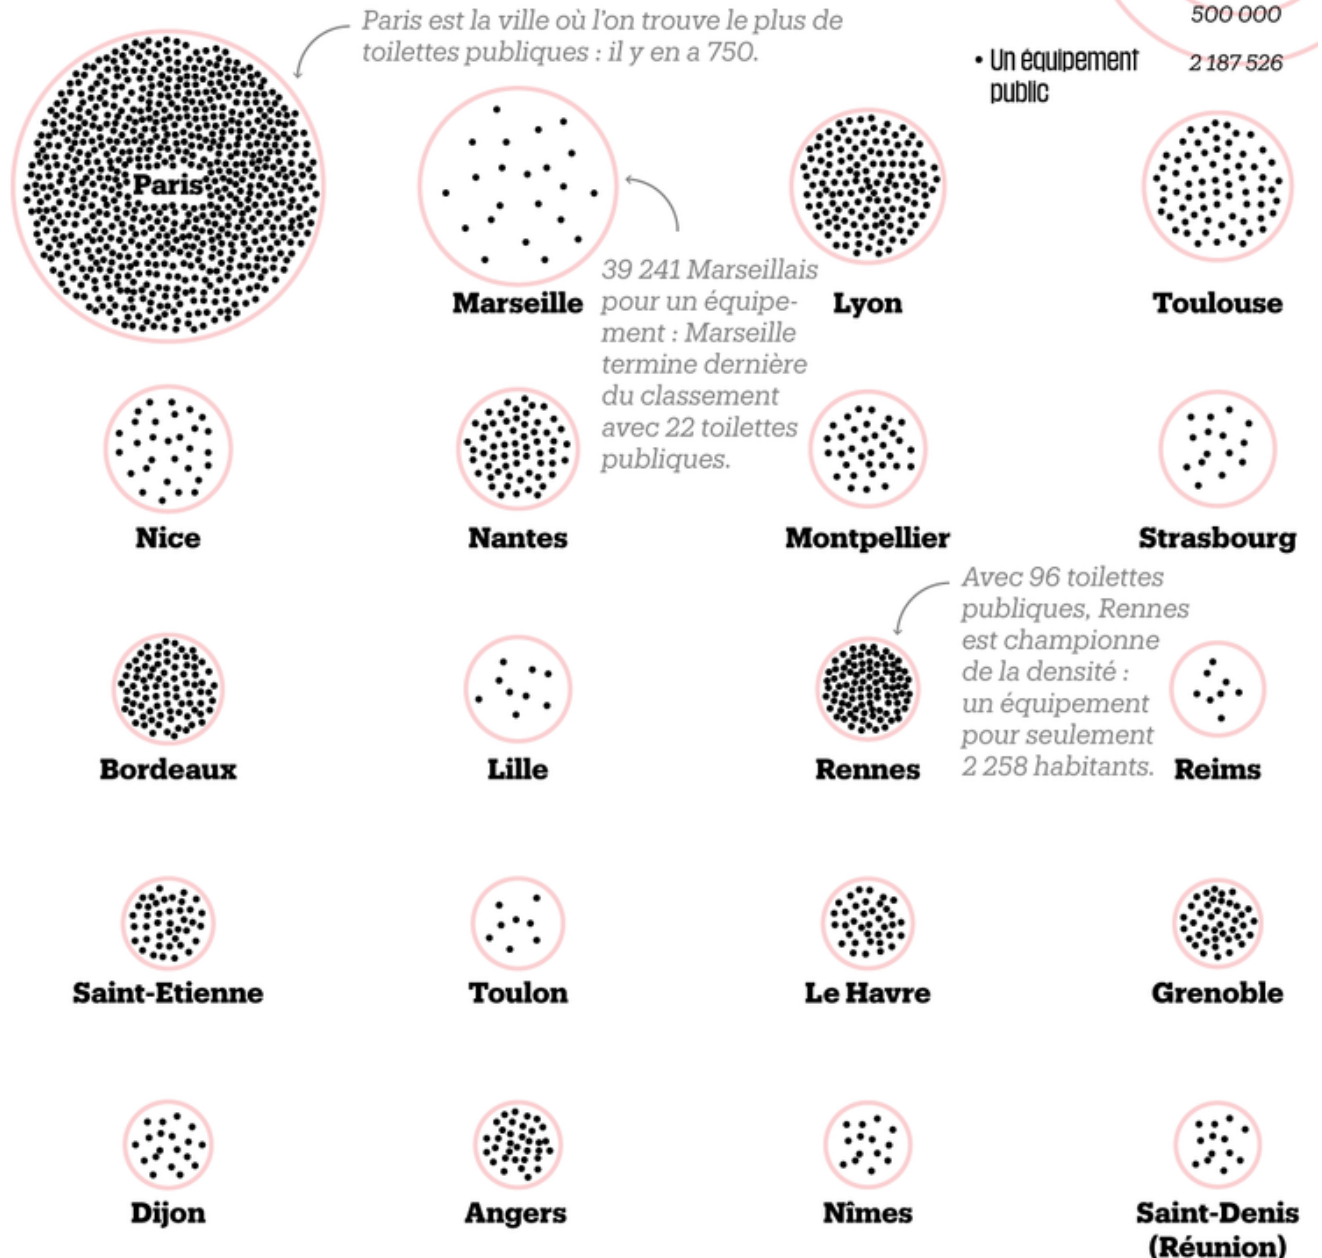 Paris est la ville où l'on trouve le plus de
toilettes publiques : il y en a 750.
500 000
• Un équipement
public
2 187 526
Paris
39 241 Marseillais
pour un équipe-
ment : Marseille
termine dernière
du classement
avec 22 toilettes
publiques.
Marseille
Lyon
Toulouse
Nice
Nantes
Montpellier
Strasbourg
Avec 96 toilettes
publiques, Rennes
est championne
de la densité :
un équipement
pour seulement
2 258 habitants.
Bordeaux
Lille
Rennes
Reims
Saint-Etienne
Toulon
Le Havre
Grenoble
Dijon
Angers
Nîmes
Saint-Denis
(Réunion)